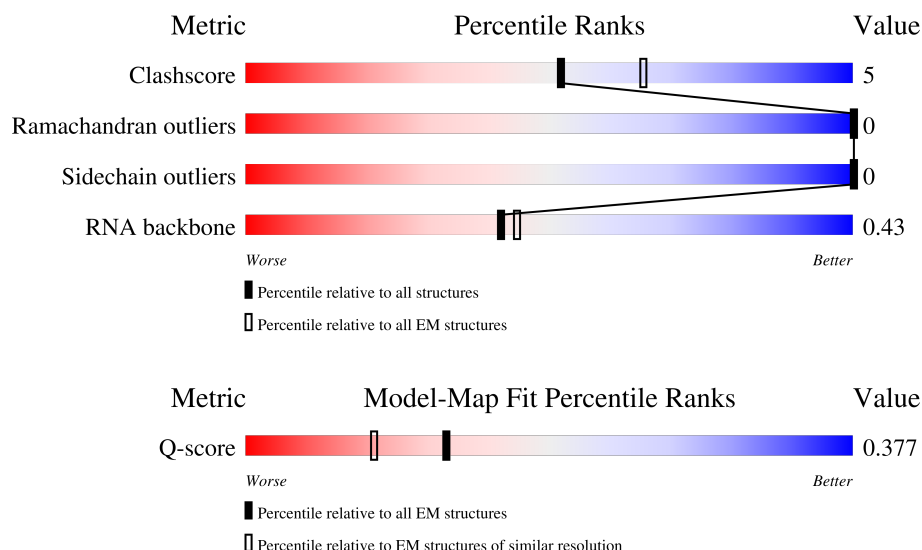 Metric Percentile Ranks Value
Clashscore 5
Ramachandran outliers 0
Sidechain outliers 0
RNA backbone 0.43
Worse Better
Percentile relative to all structures
Percentile relative to all EM structures
Metric Model-Map Fit Percentile Ranks Value
Q-score 0.377
Worse Better
Percentile relative to all EM structures
Percentile relative to EM structures of similar resolution